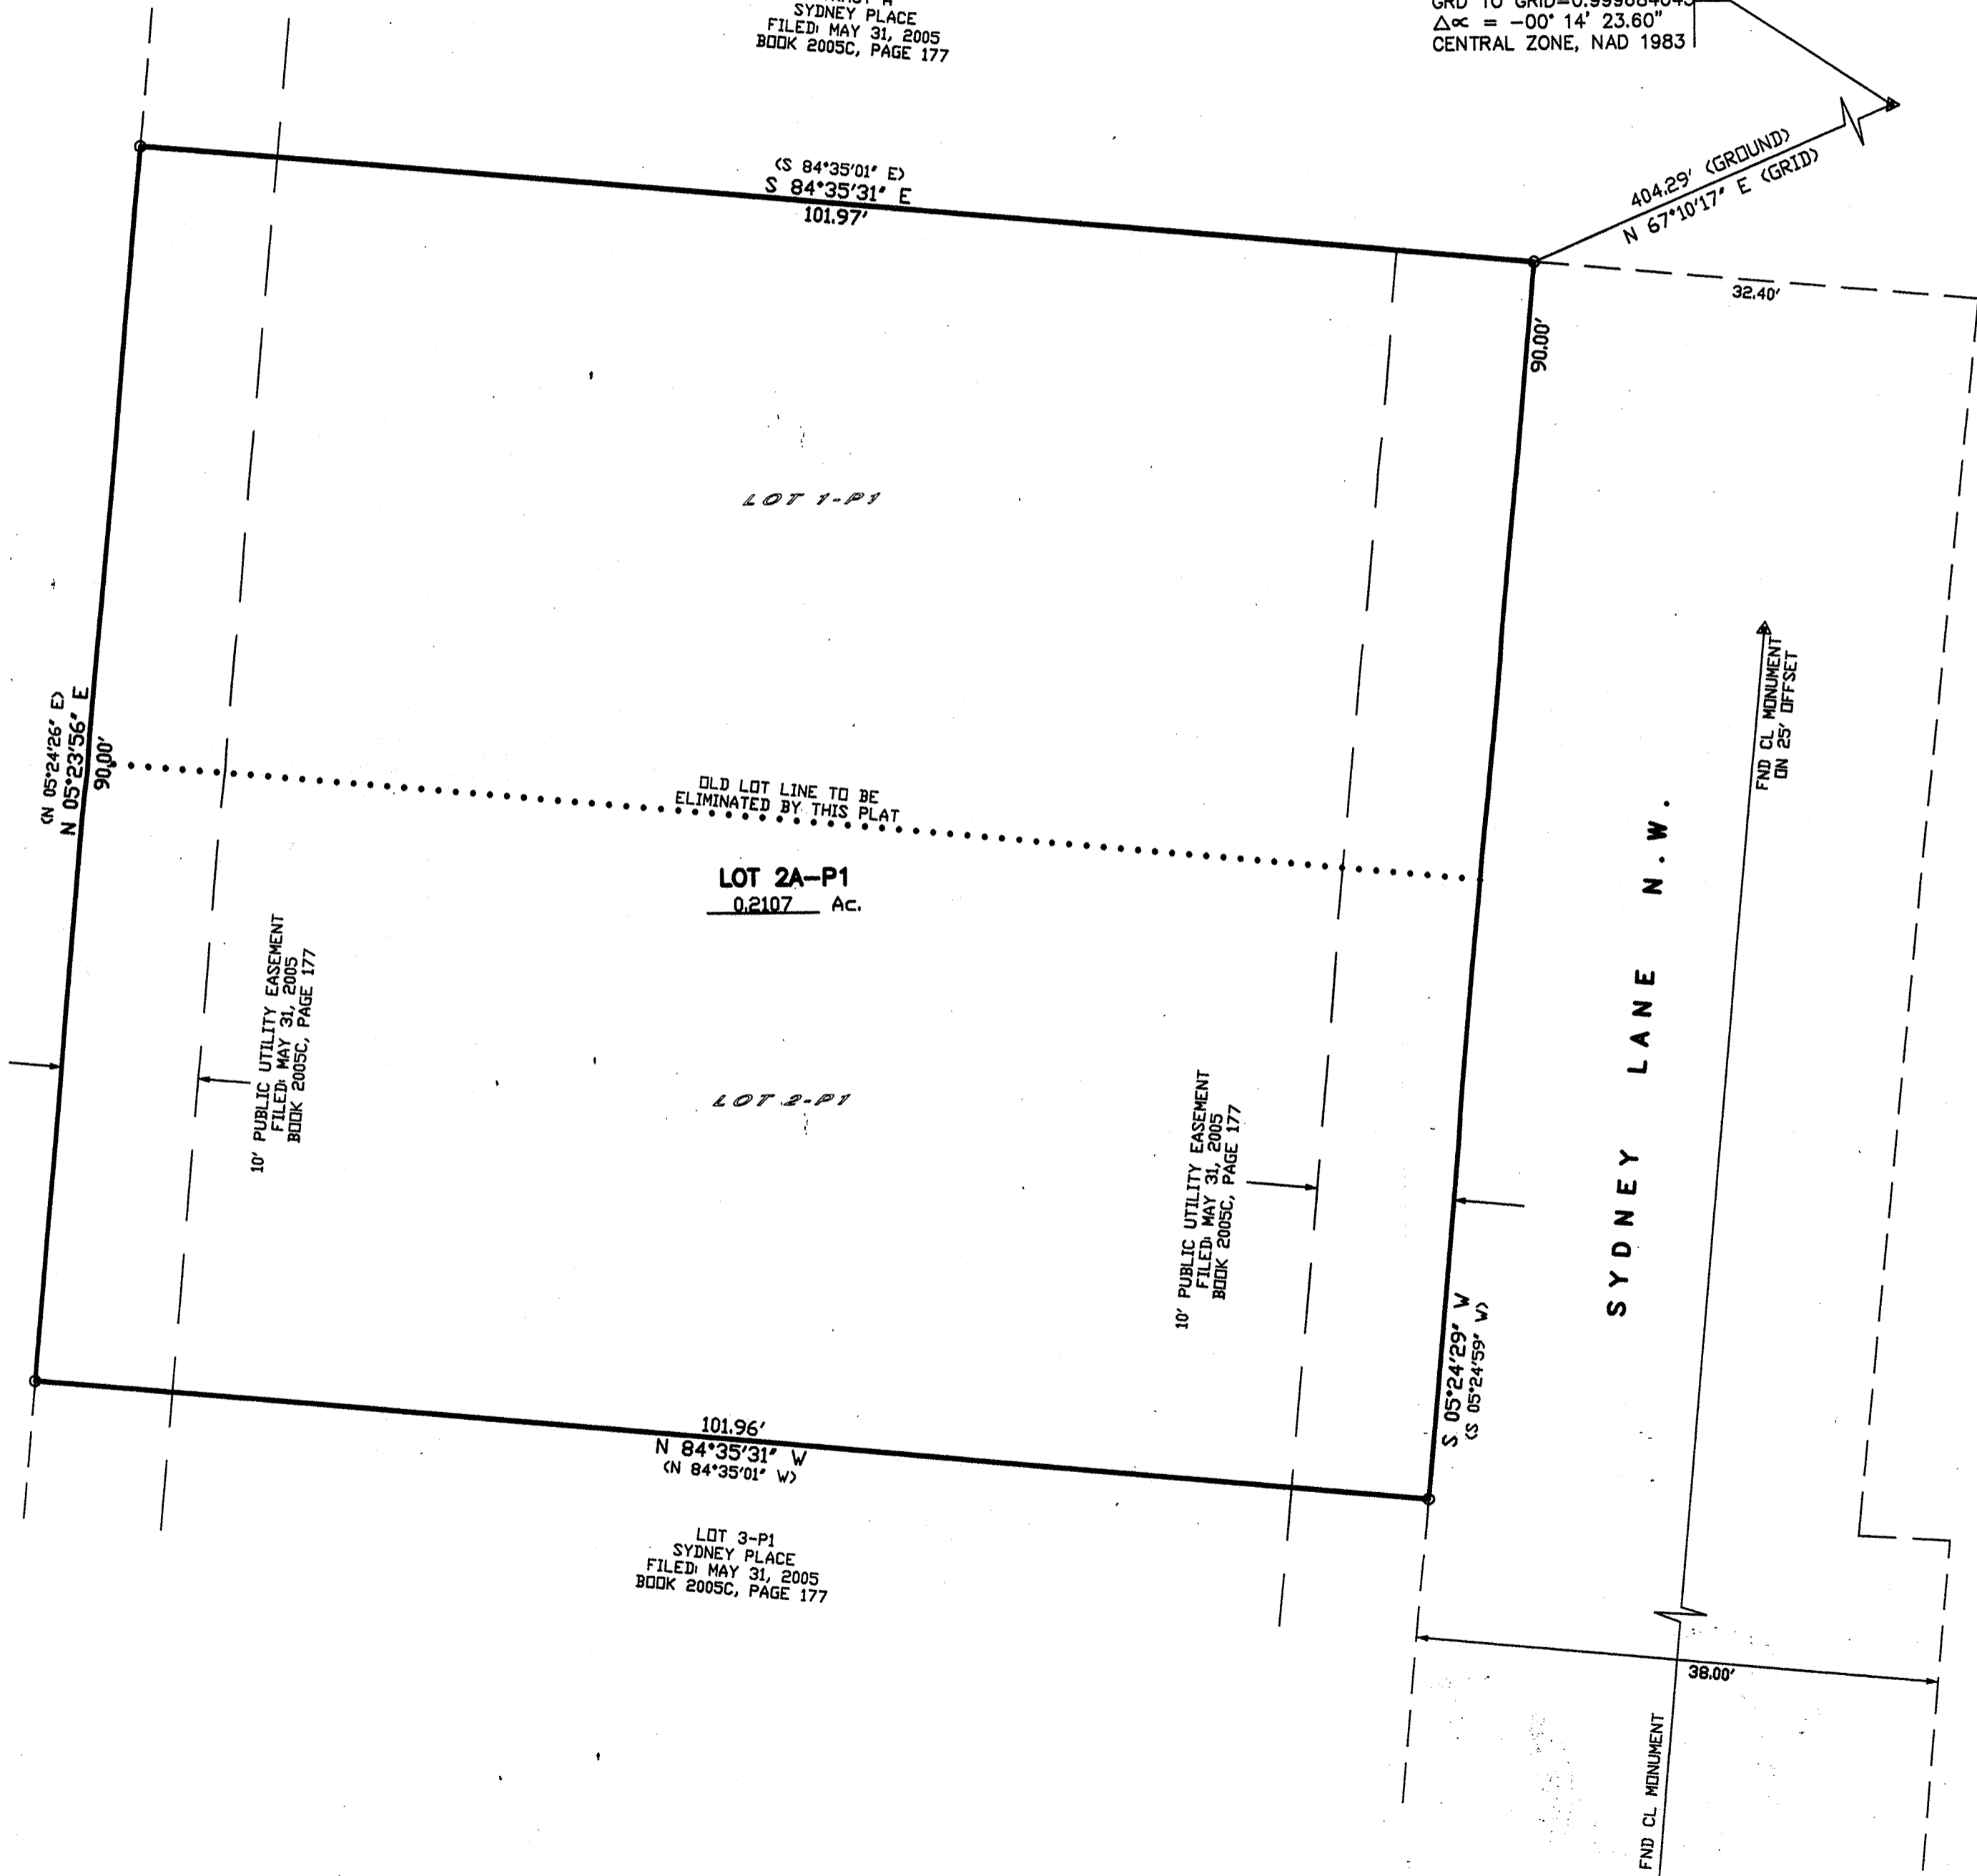 SYDNEY PLACE
FILED: MAY 31, 2005
BOOK 2005C, PAGE 177
Δ∝ = -00° 14' 23.60"
CENTRAL ZONE, NAD 1983
404.29' (GROUND)
N 67°10'17" E (GRID)
(S 84°35'01" E)
S 84°35'31" E
101.97'
32.40'
90.00'
LOT 1-P1
FND CL MONUMENT
ON 25' OFFSET
(N 05°24'26" E)
N 05°23'56" E
90.00'
OLD LOT LINE TO BE
ELIMINATED BY THIS PLAT
LOT 2A-P1
0.2107 Ac.
SYDNEY LANE N.W.
10' PUBLIC UTILITY EASEMENT
FILED: MAY 31, 2005
BOOK 2005C, PAGE 177
LOT 2-P1
10' PUBLIC UTILITY EASEMENT
FILED: MAY 31, 2005
BOOK 2005C, PAGE 177
S 05°24'29" W
(S 05°24'59" W)
101.96'
N 84°35'31" W
(N 84°35'01" W)
LOT 3-P1
SYDNEY PLACE
FILED: MAY 31, 2005
BOOK 2005C, PAGE 177
38.00'
FND CL MONUMENT